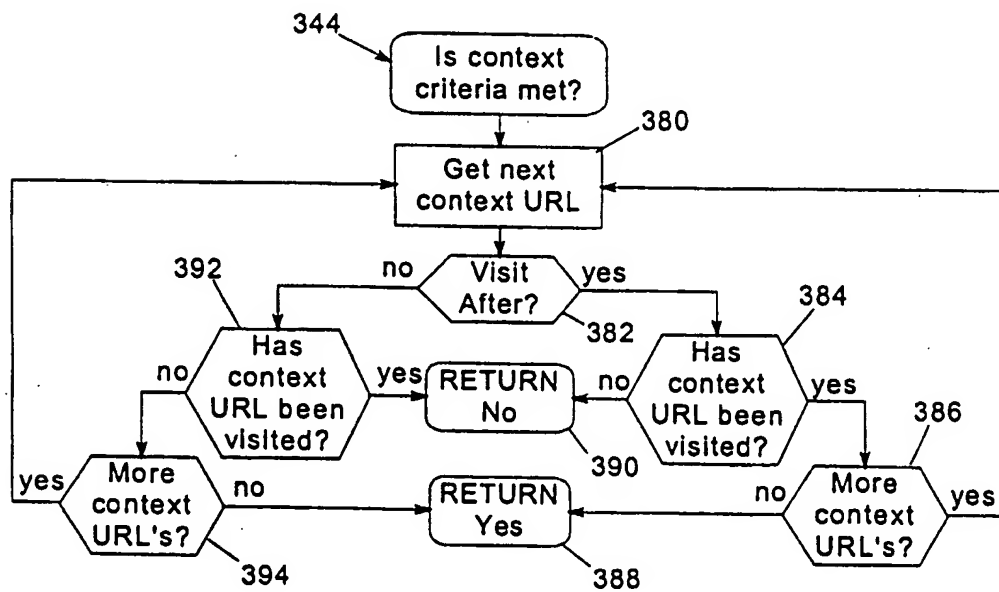 344
Is context
criteria met?
380
Get next
context URL
no
Visit
After?
yes
382
392
Has
context
URL been
visited?
no
yes
RETURN
No
390
384
Has
context
URL been
visited?
no
yes
386
More
context
URL's?
yes
no
394
RETURN
Yes
388
More
context
URL's?
no
yes